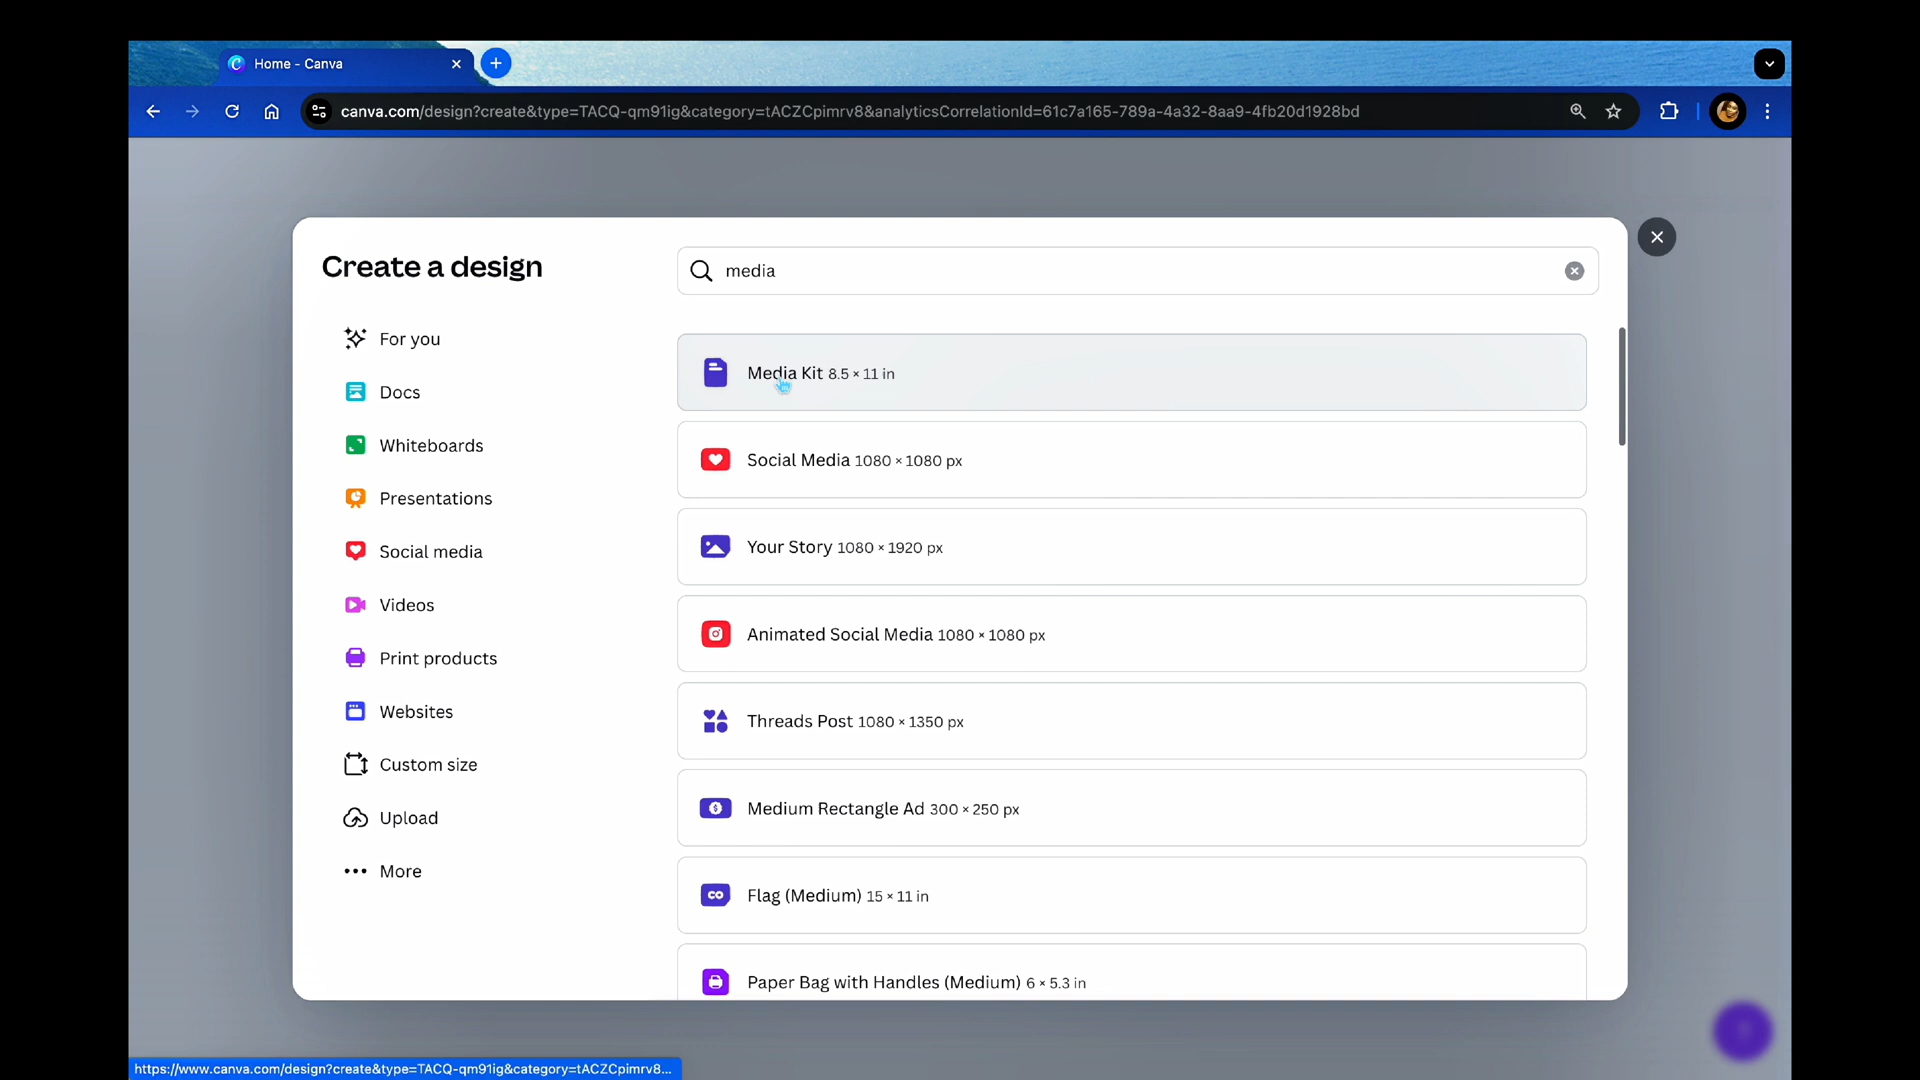 Home - Canva
canva.com/design?create&type=TACQ-qm91ig&category=tACZCpimrv8&analyticsCorrelationId=61c7a165-789a-4a32-8aa9-4fb20d1928bd
Create a design
media
For you
Docs
Whiteboards
Presentations
Social media
Videos
Print products
Websites
Custom size
Upload
More
Media Kit 8.5 × 11 in
Social Media 1080 × 1080 px
Your Story 1080 × 1920 px
Animated Social Media 1080 × 1080 px
Threads Post 1080 × 1350 px
Medium Rectangle Ad 300 × 250 px
Flag (Medium) 15 × 11 in
Paper Bag with Handles (Medium) 6 × 5.3 in
https://www.canva.com/design?create&type=TACQ-qm91ig&category=tACZCpimrv8...